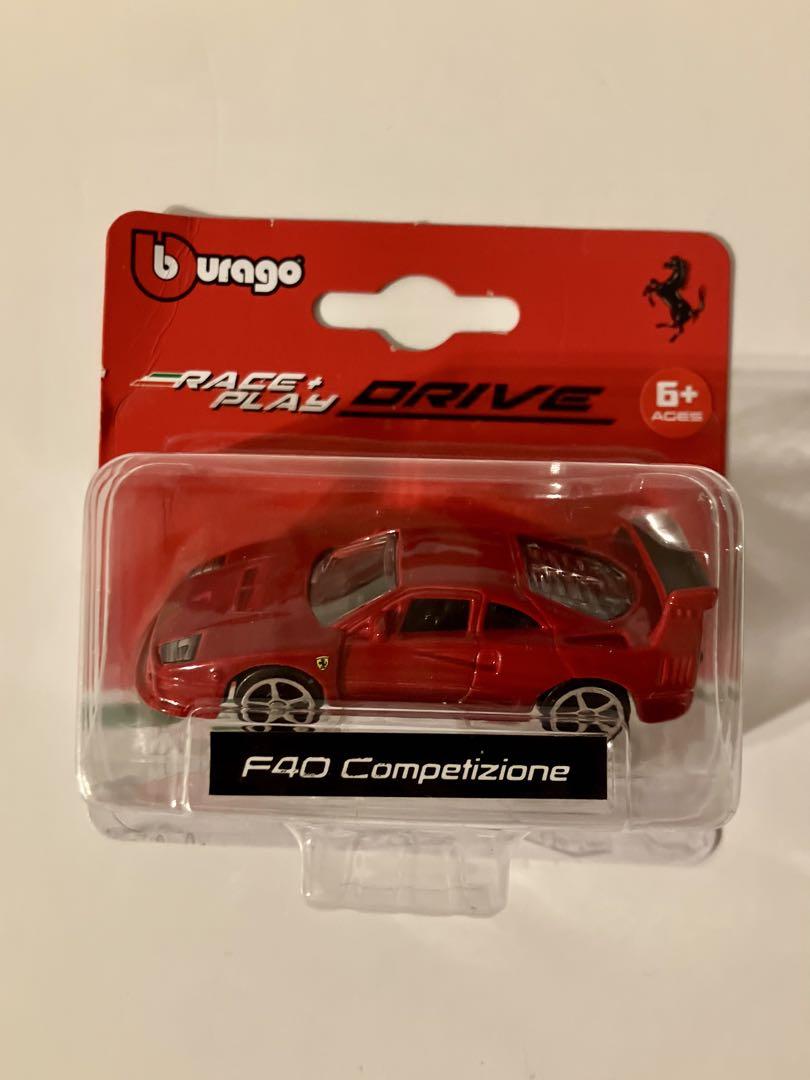 burago
RACE+
PLAY
DRIVE
6+
AGES
F40 Competizione